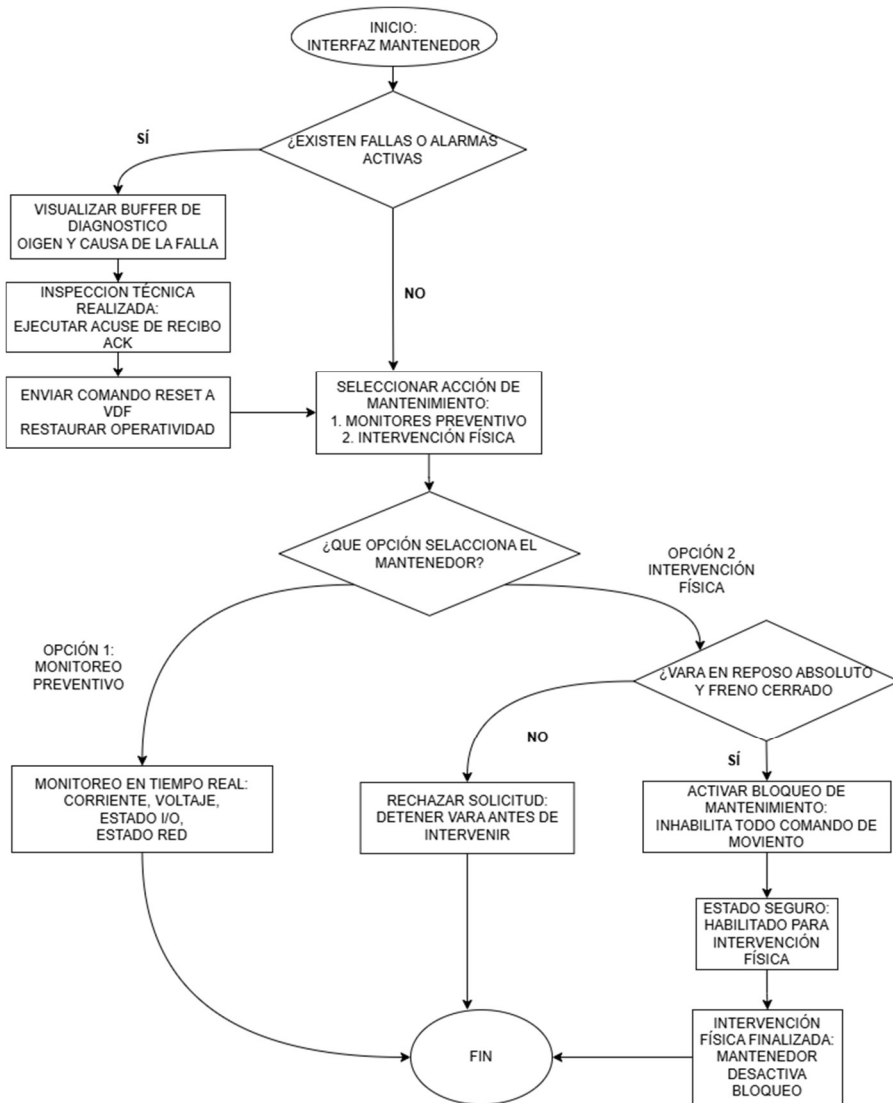 INICIO:
INTERFAZ MANTENEDOR
SÍ
¿EXISTEN FALLAS O ALARMAS
ACTIVAS
VISUALIZAR BUFFER DE
DIAGNOSTICO
OIGEN Y CAUSA DE LA FALLA
NO
INSPECCION TÉCNICA
REALIZADA:
EJECUTAR ACUSE DE RECIBO
ACK
ENVIAR COMANDO RESET A
VDF
RESTAURAR OPERATIVIDAD
SELECCIONAR ACCIÓN DE
MANTENIMIENTO:
1. MONITORES PREVENTIVO
2. INTERVENCIÓN FÍSICA
¿QUE OPCIÓN SELACCIONA EL
MANTENEDOR?
OPCIÓN 2
INTERVENCIÓN
FÍSICA
OPCIÓN 1:
MONITOREO
PREVENTIVO
¿VARA EN REPOSO ABSOLUTO
Y FRENO CERRADO
NO
SÍ
MONITOREO EN TIEMPO REAL:
CORRIENTE, VOLTAJE,
ESTADO I/O,
ESTADO RED
RECHAZAR SOLICITUD:
DETENER VARA ANTES DE
INTERVENIR
ACTIVAR BLOQUEO DE
MANTENIMIENTO:
INHABILITA TODO COMANDO DE
MOVIENTO
ESTADO SEGURO:
HABILITADO PARA
INTERVENCIÓN
FÍSICA
INTERVENCIÓN
FÍSICA FINALIZADA:
MANTENEDOR
DESACTIVA
BLOQUEO
FIN